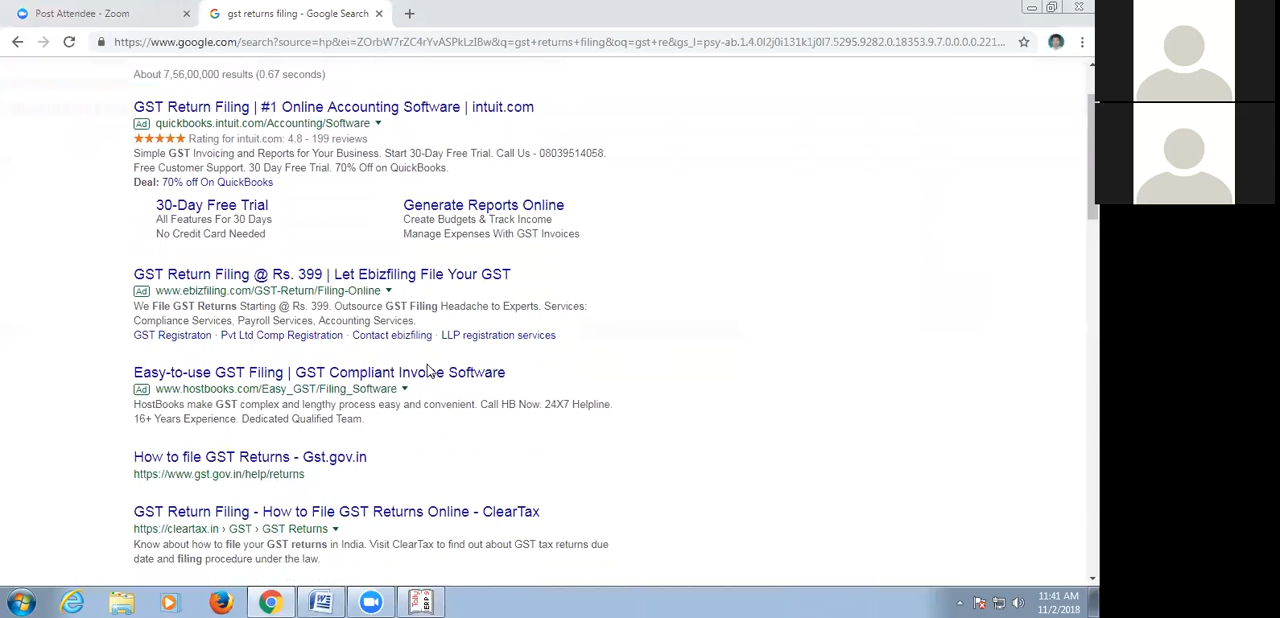 Post Attendee - Zoom
gst returns filing - Google Search
https://www.google.com/search?source=hp&ei=ZOrbW7rZC4rYvASPkLzIBw&q=gst+returns+filing&oq=gst+re&gs_l=psy-ab.1.4.0l2j0i131k1j0l7.5295.9282.0.18353.9.7.0.0.0.0.221...
About 7,56,00,000 results (0.67 seconds)
GST Return Filing | #1 Online Accounting Software | intuit.com
Ad quickbooks.intuit.com/Accounting/Software
Rating for intuit.com: 4.8 - 199 reviews
Simple GST Invoicing and Reports for Your Business. Start 30-Day Free Trial. Call Us - 08039514058.
Free Customer Support. 30 Day Free Trial. 70% Off on QuickBooks.
Deal: 70% off On QuickBooks
30-Day Free Trial
All Features For 30 Days
No Credit Card Needed
Generate Reports Online
Create Budgets & Track Income
Manage Expenses With GST Invoices
GST Return Filing @ Rs. 399 | Let Ebizfiling File Your GST
Ad www.ebizfiling.com/GST-Return/Filing-Online
We File GST Returns Starting @ Rs. 399. Outsource GST Filing Headache to Experts. Services:
Compliance Services, Payroll Services, Accounting Services.
GST Registraton · Pvt Ltd Comp Registration · Contact ebizfiling · LLP registration services
Easy-to-use GST Filing | GST Compliant Invoice Software
Ad www.hostbooks.com/Easy_GST/Filing_Software
HostBooks make GST complex and lengthy process easy and convenient. Call HB Now. 24X7 Helpline.
16+ Years Experience. Dedicated Qualified Team.
How to file GST Returns - Gst.gov.in
https://www.gst.gov.in/help/returns
GST Return Filing - How to File GST Returns Online - ClearTax
https://cleartax.in › GST › GST Returns
Know about how to file your GST returns in India. Visit ClearTax to find out about GST tax returns due
date and filing procedure under the law.
Tally
ERP 9
11:41 AM
11/2/2018